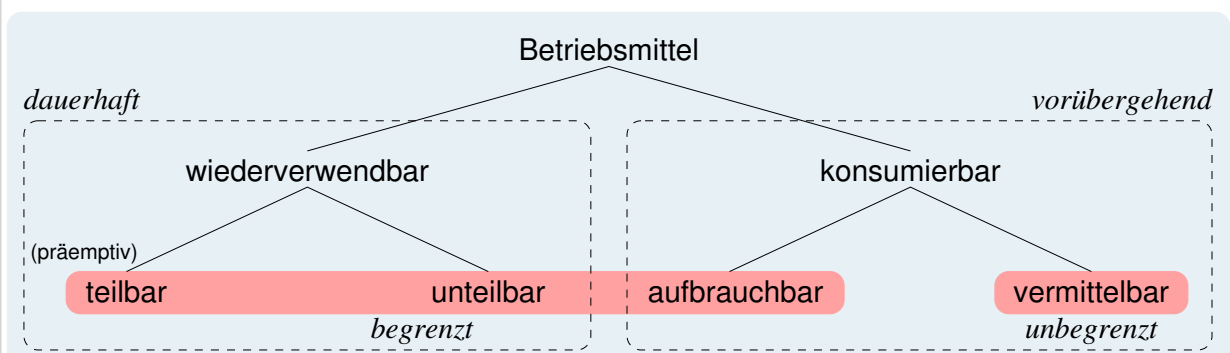 Betriebsmittel
dauerhaft
vorübergehend
wiederverwendbar
konsumierbar
(präemptiv)
teilbar
unteilbar
aufbrauchbar
vermittelbar
begrenzt
unbegrenzt